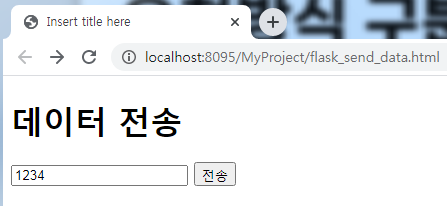 Insert title here
localhost:8095/MyProject/flask_send_data.html
데이터 전송
1234 전송